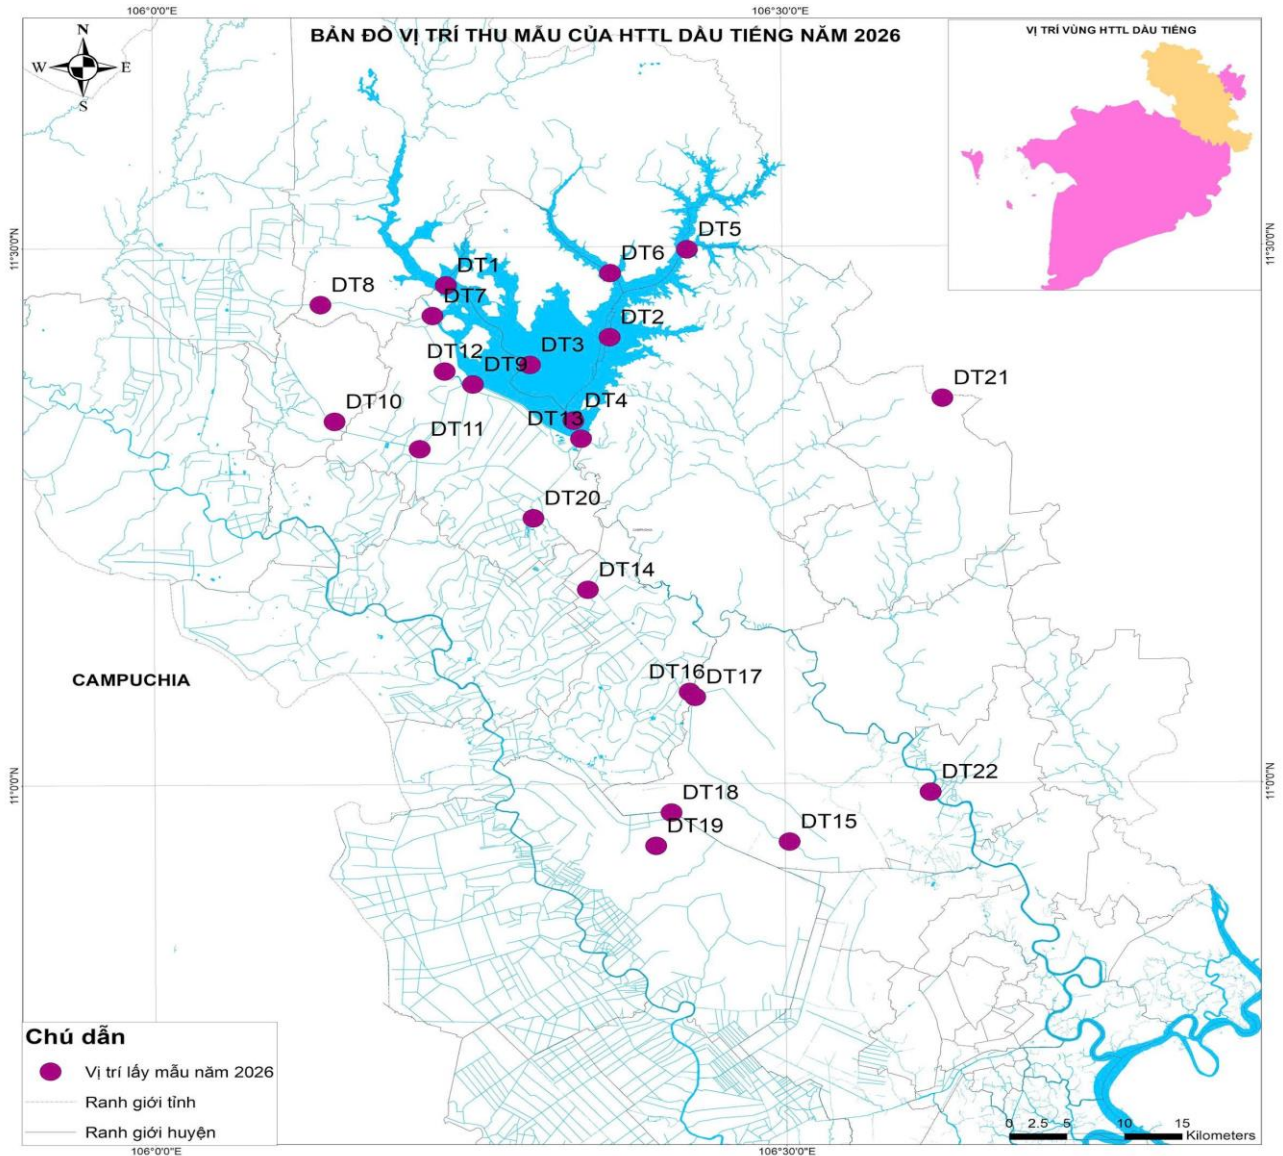 106°0'0"E
106°30'0"E
BẢN ĐỒ VỊ TRÍ THU MẪU CỦA HTTL DẦU TIẾNG NĂM 2026
VỊ TRÍ VÙNG HTTL DẦU TIẾNG
N
W
E
S
11°30'0"N
11°30'0"N
DT5
DT6
DT1
DT8
DT7
DT2
DT3
DT12
DT9
DT21
DT10
DT4
DT13
DT11
DT20
CAMPUCHIA
DT14
DT16
DT17
CAMPUCHIA
DT22
11°0'0"N
11°0'0"N
DT18
DT19
DT15
Chú dẫn
Vị trí lấy mẫu năm 2026
Ranh giới tỉnh
Ranh giới huyện
0 2.5 5 10 15
Kilometers
106°0'0"E
106°30'0"E